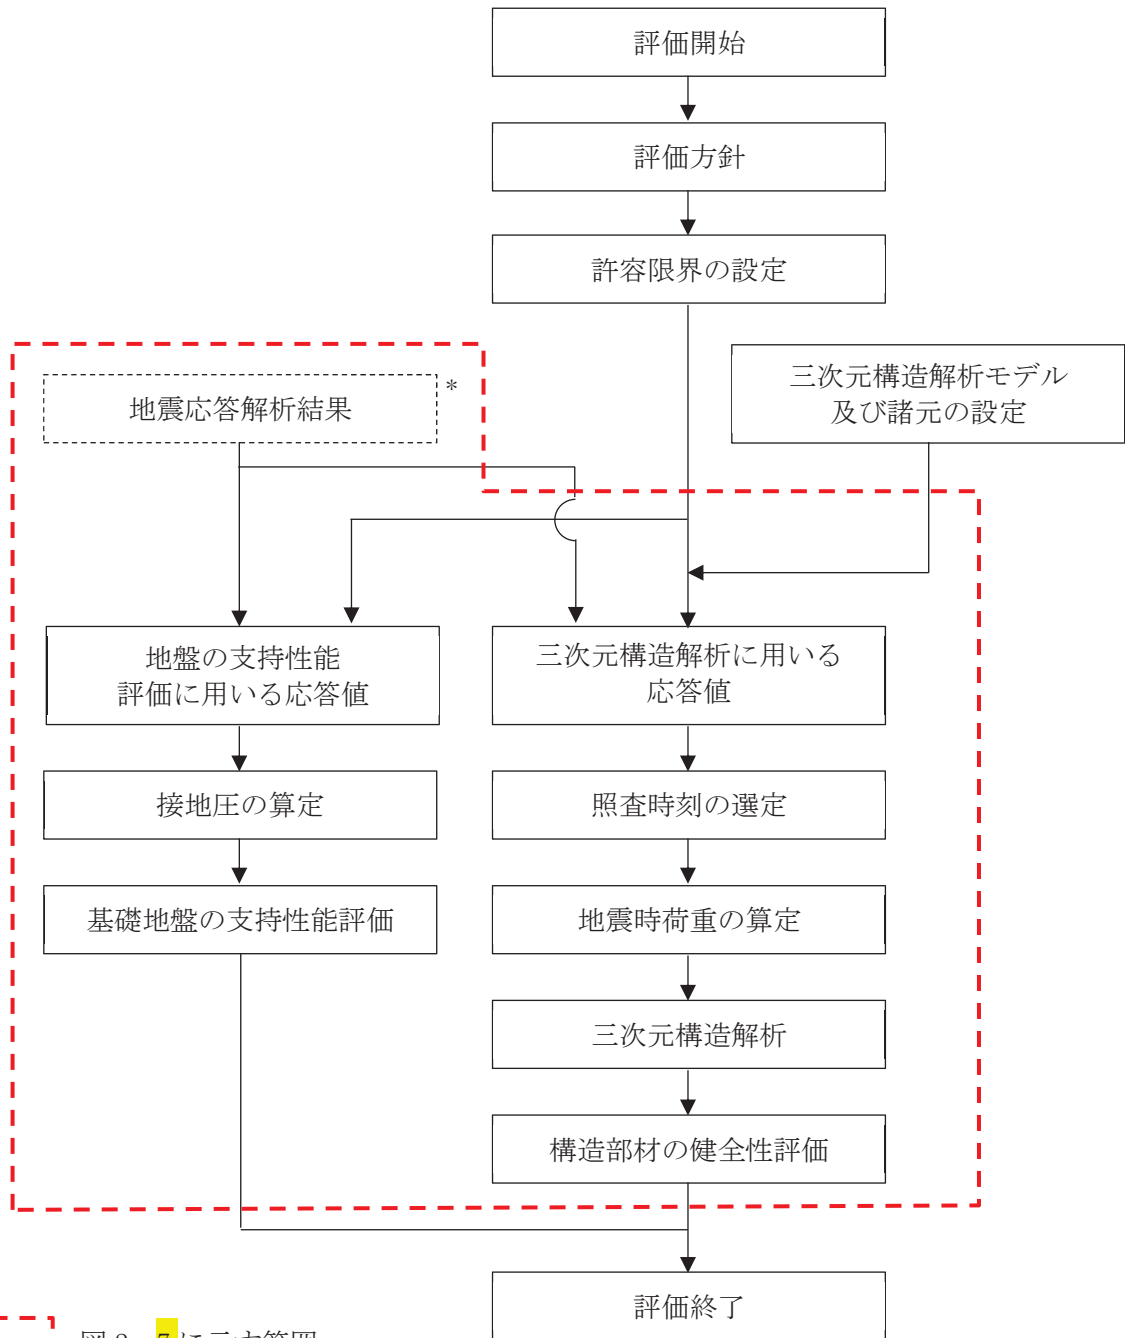 評価開始
評価方針
許容限界の設定
地震応答解析結果
*
三次元構造解析モデル
及び諸元の設定
地盤の支持性能
評価に用いる応答値
三次元構造解析に用いる
応答値
接地圧の算定
照査時刻の選定
基礎地盤の支持性能評価
地震時荷重の算定
三次元構造解析
構造部材の健全性評価
評価終了